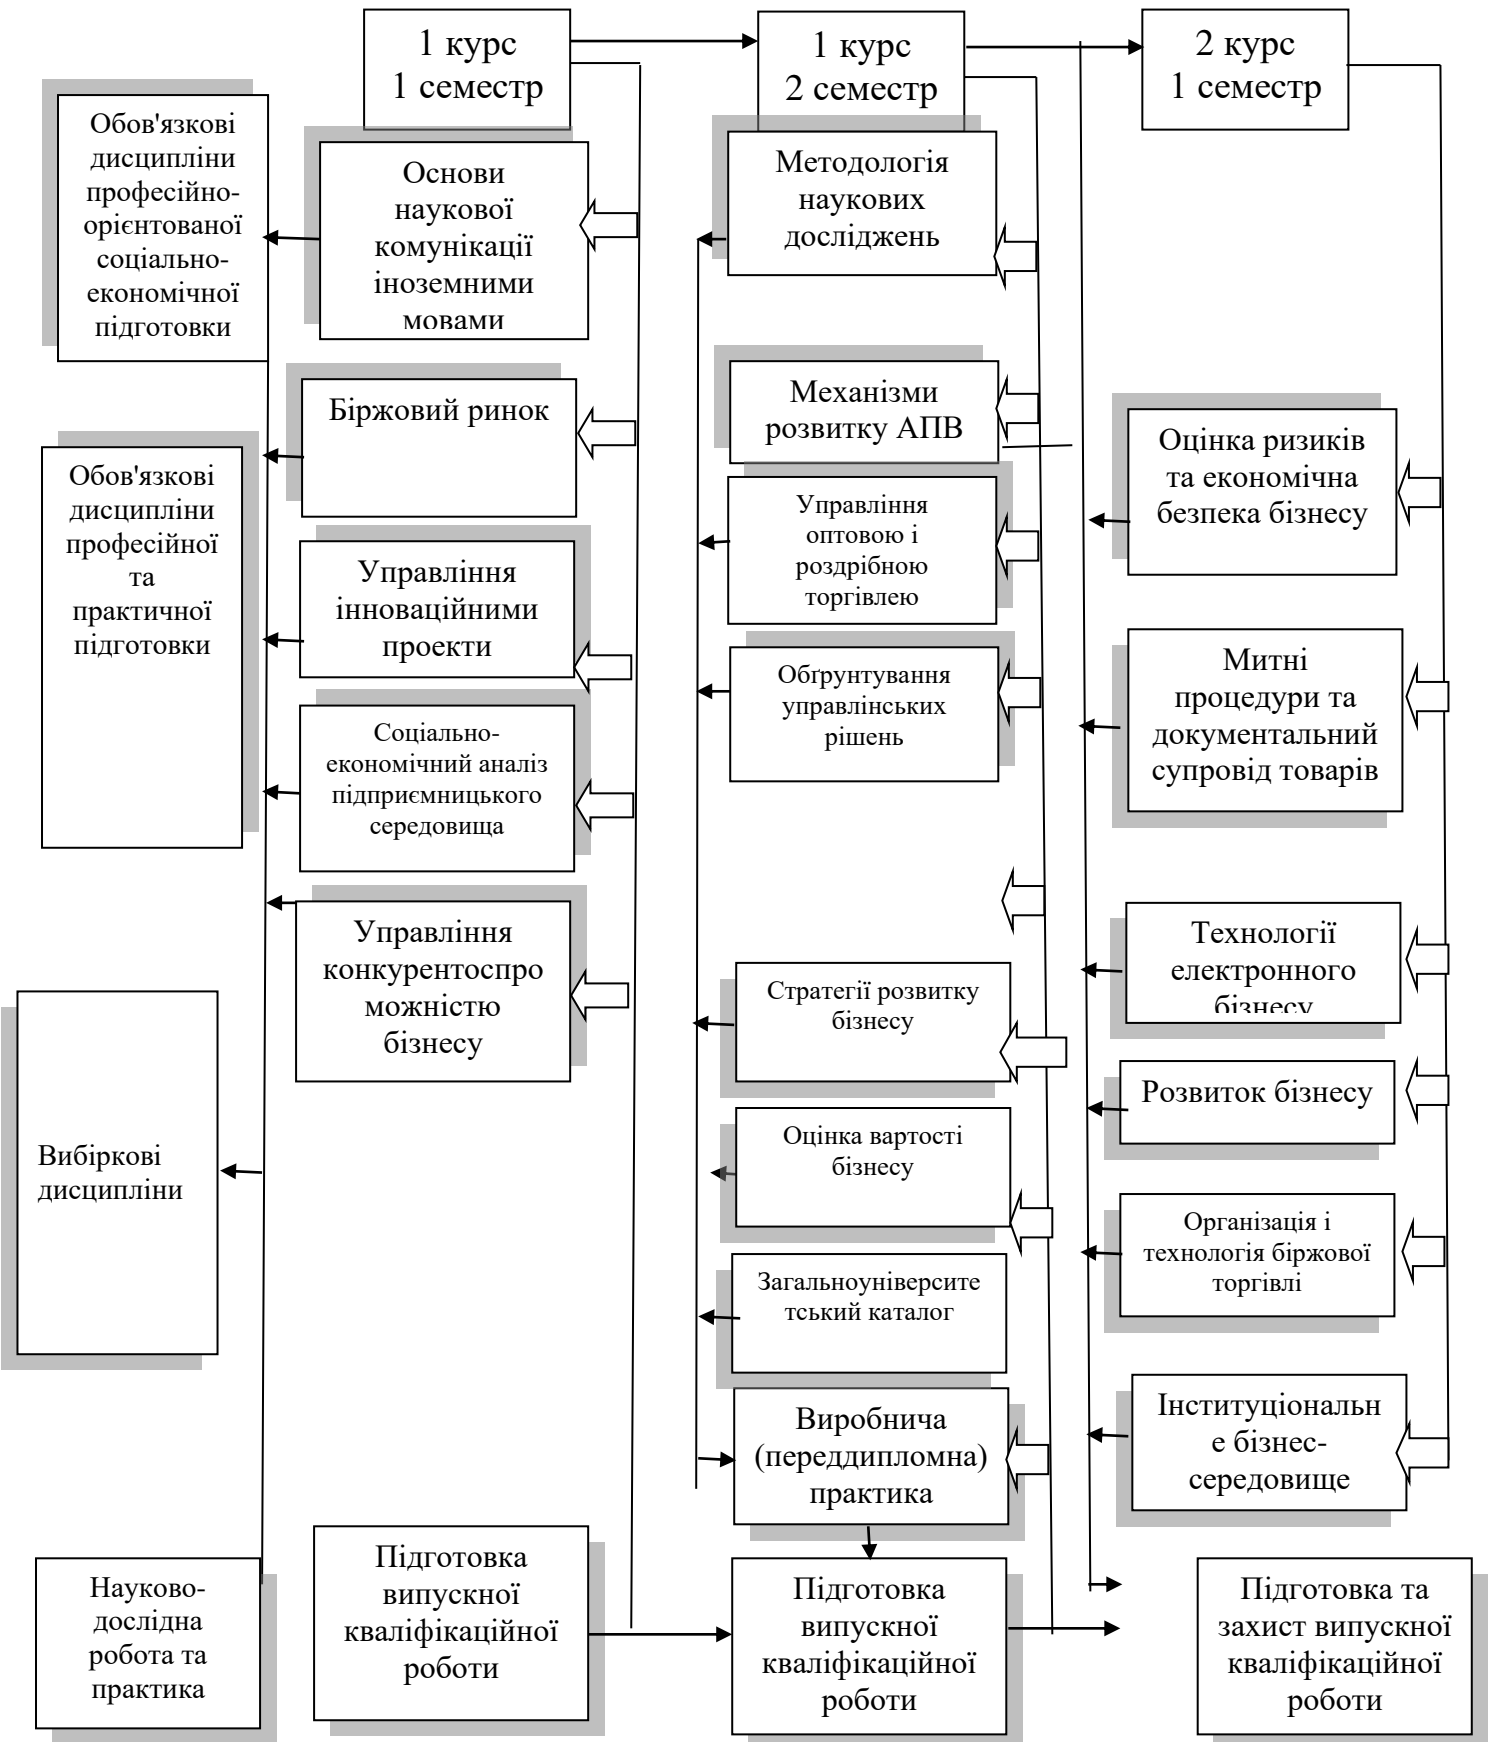 1 курс
1 семестр
1 курс
2 семестр
2 курс
1 семестр
Обов'язкові
дисципліни
професійно-
орієнтованої
соціально-
економічної
підготовки
Основи
наукової
комунікації
іноземними
мовами
Методологія
наукових
досліджень
Біржовий ринок
Механізми
розвитку АПВ
Оцінка ризиків
та економічна
безпека бізнесу
Обов'язкові
дисципліни
професійної
та
практичної
підготовки
Управління
інноваційними
проекти
Управління
оптовою і
роздрібною
торгівлею
Обґрунтування
управлінських
рішень
Митні
процедури та
документальний
супровід товарів
Соціально-
економічний аналіз
підприємницького
середовища
Управління
конкурентоспро
можністю
бізнесу
Стратегії розвитку
бізнесу
Технології
електронного
бізнесу
Вибіркові
дисципліни
Оцінка вартості
бізнесу
Розвиток бізнесу
Загальноуніверсите
тський каталог
Організація і
технологія біржової
торгівлі
Виробнича
(переддипломна)
практика
Інституціональн
е бізнес-
середовище
Науково-
дослідна
робота та
практика
Підготовка
випускної
кваліфікаційної
роботи
Підготовка
випускної
кваліфікаційної
роботи
Підготовка та
захист випускної
кваліфікаційної
роботи